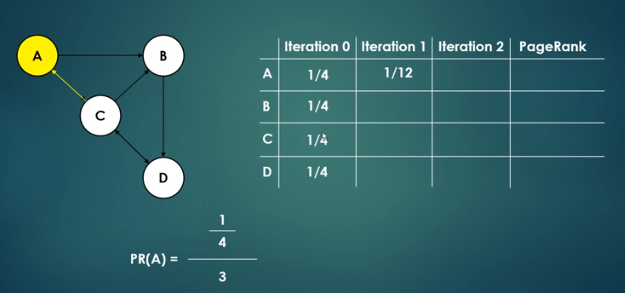 A
B
C
D
Iteration 0 Iteration 1 Iteration 2 PageRank
A 1/4 1/12
B 1/4
C 1/4
D 1/4
PR(A) =
1
4
3